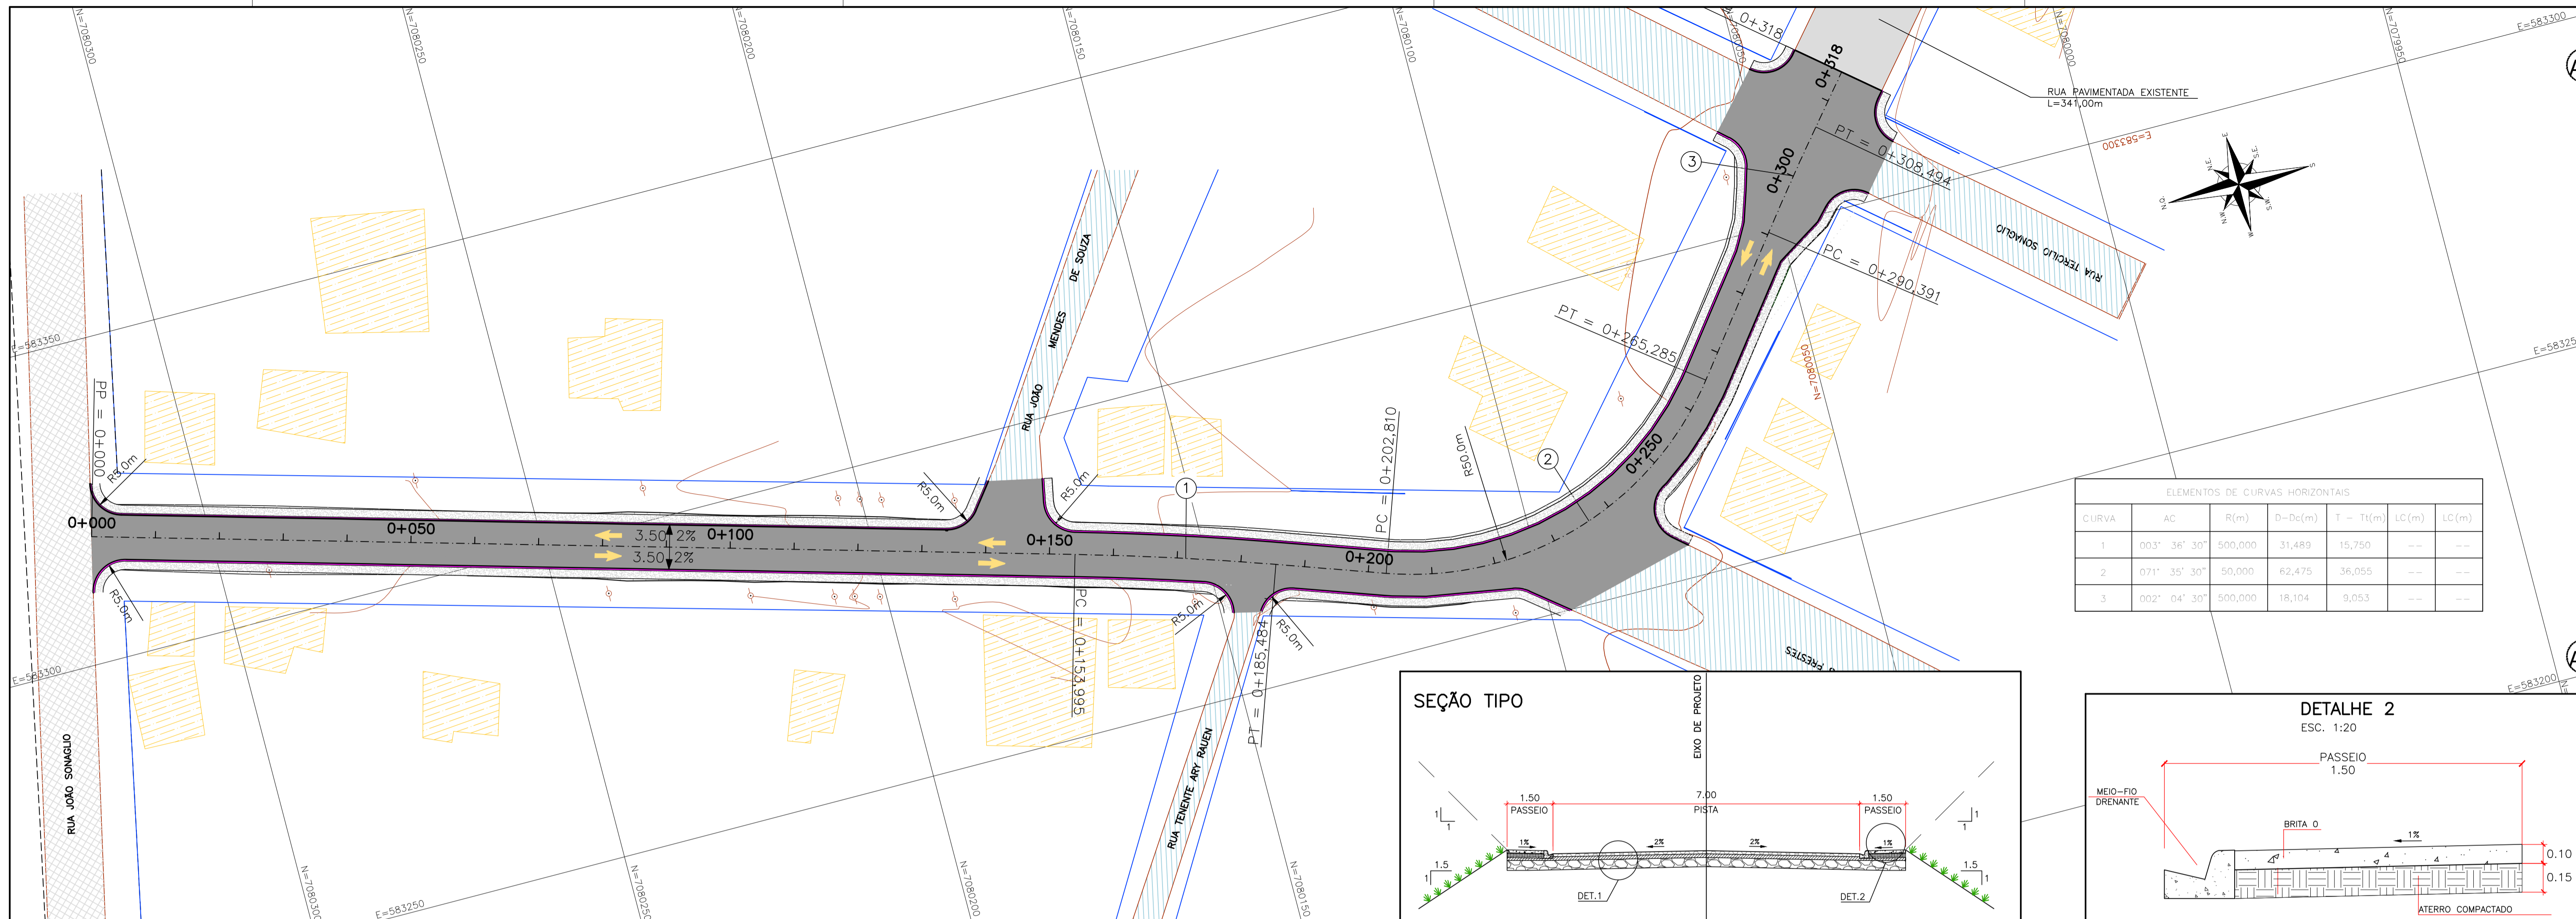 N=7080300
N=7080250
N=7080200
N=7080150
N=7080100
N=7080050
N=7080000
N=7079950
E=583300
0+318
0+318
RUA PAVIMENTADA EXISTENTE
L=341,00m
E=583300
PT = 0+308,494
3
0+300
E
S.E.
S
S.W.
W
N.W.
N.O.
N.E.
RUA TERCILIO SONAGLIO
PC = 0+290,391
PT = 0+265,285
N=7080050
E=583350
E=58325
RUA JOÃO
MENDES
DE SOUZA
PP = 0+000
R5.0m
R5.0m
R5.0m
1
PC = 0+202,810
R50.0m
2
0+250
0+000
0+050
3.50
2%
0+100
0+150
0+200
3.50
2%
R5.0m
R5.0m
R5.0m
PC = 0+153,995
PT = 0+185,484
ELEMENTOS DE CURVAS HORIZONTAIS
CURVA AC R(m) D-Dc(m) T - Tt(m) LC(m) LC(m)
1 003° 36' 30" 500,000 31,489 15,750 -- --
2 071° 35' 30" 50,000 62,475 36,055 -- --
3 002° 04' 30" 500,000 18,104 9,053 -- --
E=583300
PRESTES
E=583200
RUA JOÃO SONAGLIO
RUA TENENTE ARY RAUEN
N=7080300
E=583250
N=7080250
N=7080200
N=7080150
SEÇÃO TIPO
EIXO DE PROJETO
1.50
PASSEIO
7.00
PISTA
1.50
PASSEIO
1
1
1
1
1%
2%
2%
1%
1.5
1
1.5
1
DET.1
DET.2
DETALHE 2
ESC. 1:20
PASSEIO
1.50
MEIO-FIO
DRENANTE
BRITA 0
1%
0.10
0.15
ATERRO COMPACTADO